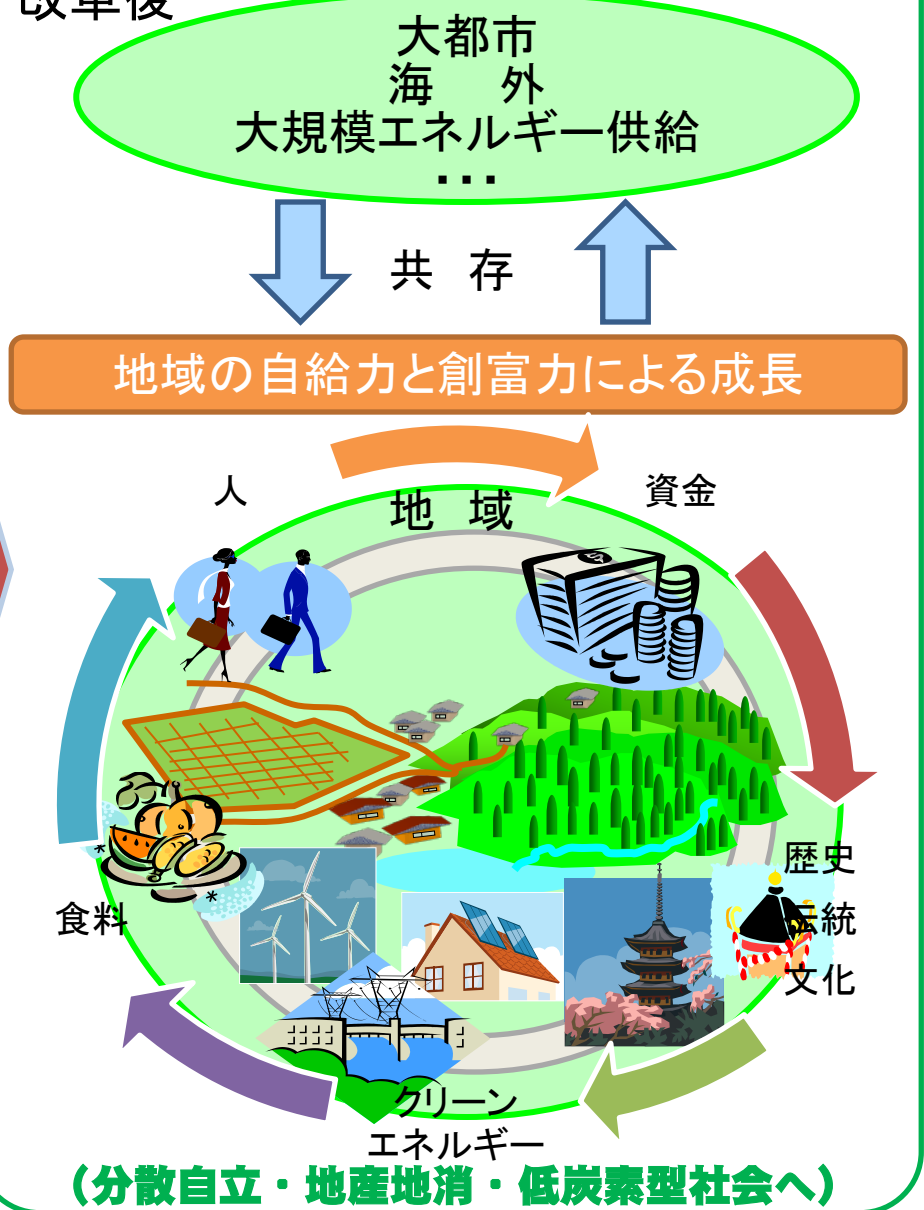 改革後
大都市
海　外
大規模エネルギー供給
・・・
共　存
地域の自給力と創富力による成長
人
資金
地　域
歴史
伝統
文化
食料
クリーン
エネルギー
（分散自立・地産地消・低炭素型社会へ）